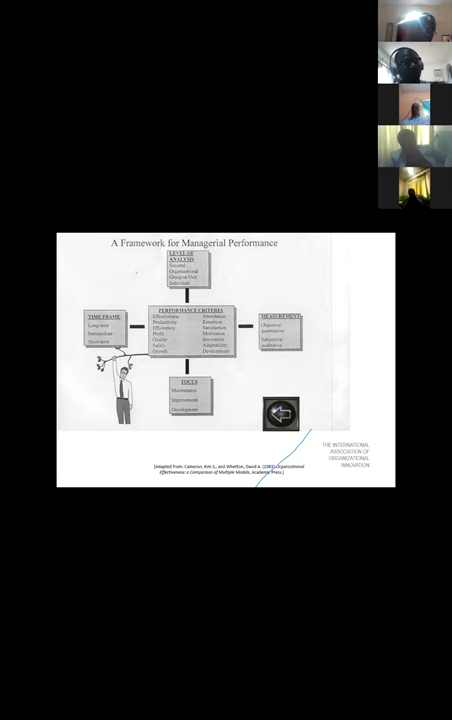 A Framework for Managerial Performance
LEVEL OF
ANALYSIS
Societal
Organizational
Group or Unit
Individual
PERFORMANCE CRITERIA
Effectiveness Attendance
Productivity Retention
Efficiency Satisfaction
Profit Motivation
Quality Innovation
Safety Adaptability
Growth Development
TIME FRAME
Long-term
Intermediate
Short-term
MEASUREMENT
Objective/
quantitative
Subjective/
qualitative
FOCUS
Maintenance
Improvement
Development
THE INTERNATIONAL
ASSOCIATION OF
ORGANIZATIONAL
INNOVATION
[Adapted from: Cameron, Kim S., and Whetton, David A. (1983) Organizational
Effectiveness: a Comparison of Multiple Models, Academic Press.]